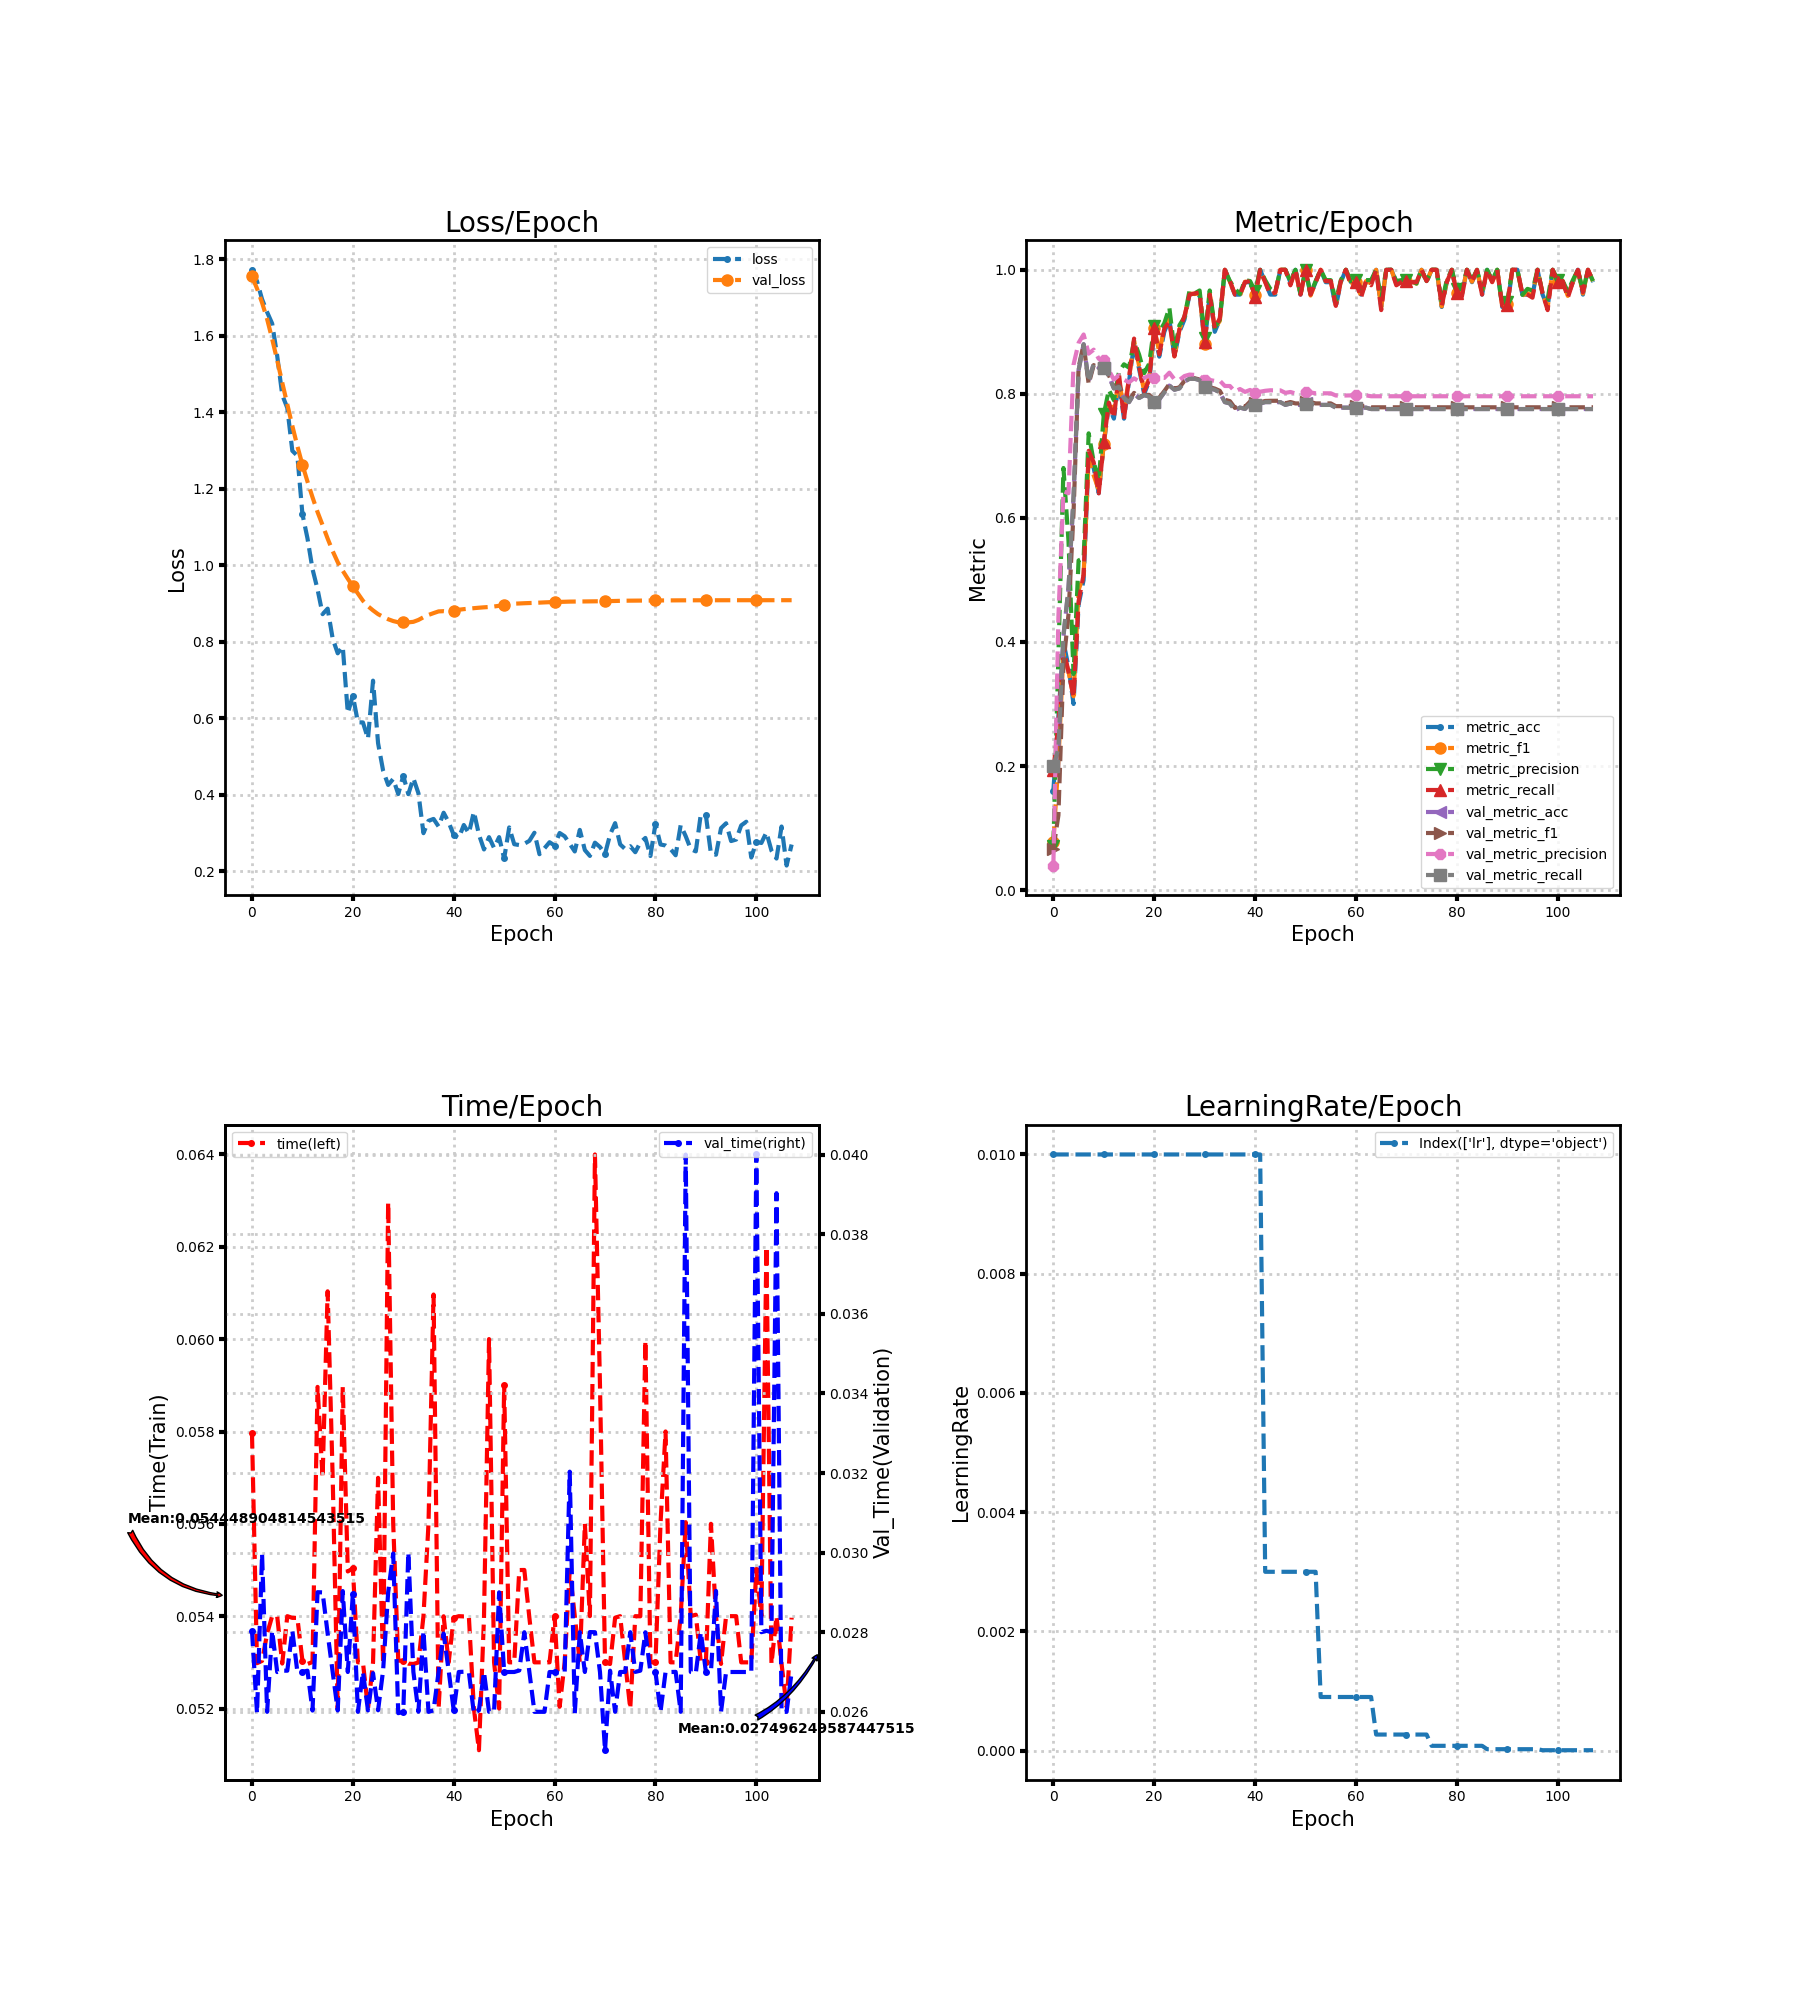 Loss/Epoch
1.8
1.6
1.4
1.2
1.0
0.8
0.6
0.4
0.2
Loss
0
20
40
60
80
100
Epoch
loss
val_loss
Metric/Epoch
1.0
0.8
0.6
0.4
0.2
0.0
Metric
0
20
40
60
80
100
Epoch
metric_acc
metric_f1
metric_precision
metric_recall
val_metric_acc
val_metric_f1
val_metric_precision
val_metric_recall
Time/Epoch
time(left)
val_time(right)
0.064
0.062
0.060
0.058
0.056
0.054
0.052
Time(Train)
Mean:0.054448904814543515
0.040
0.038
0.036
0.034
0.032
0.030
0.028
0.026
Val_Time(Validation)
Mean:0.027496249587447515
0
20
40
60
80
100
Epoch
LearningRate/Epoch
Index(['lr'], dtype='object')
0.010
0.008
0.006
0.004
0.002
0.000
LearningRate
0
20
40
60
80
100
Epoch